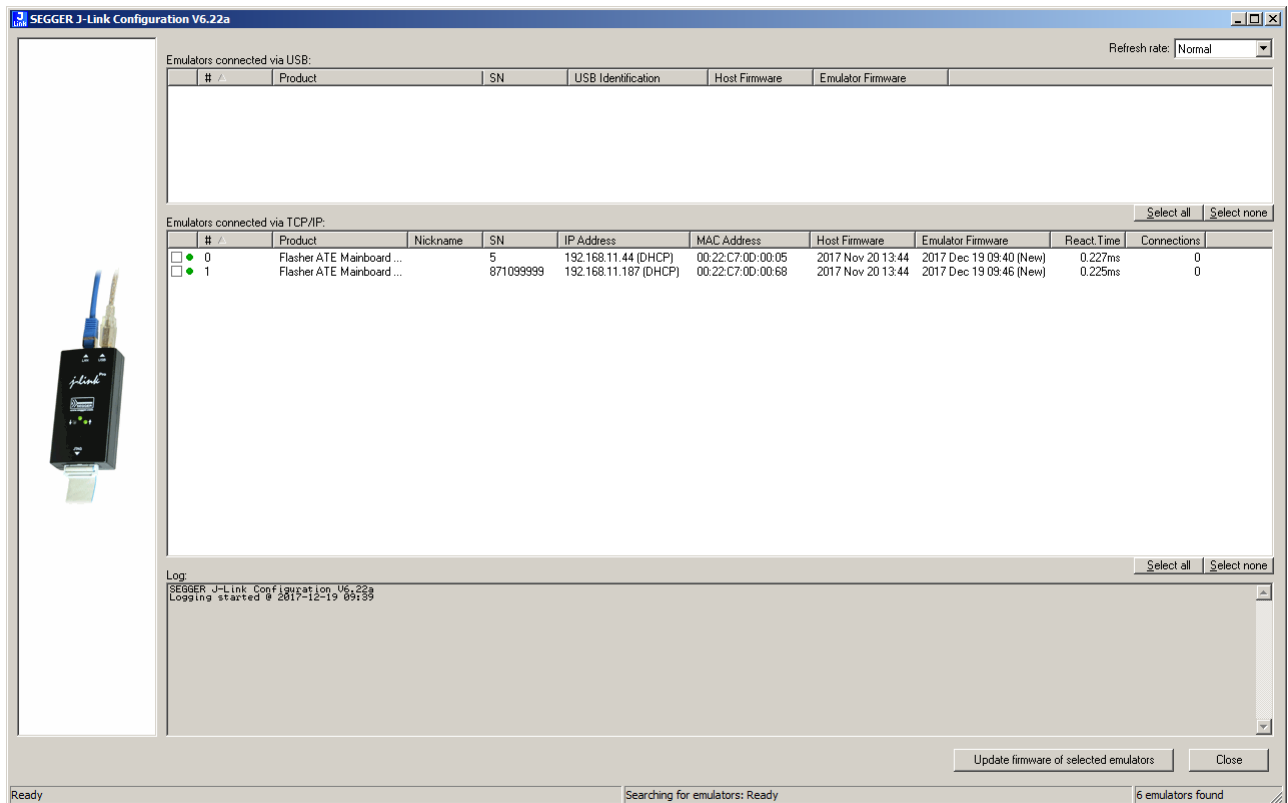 SEGGER J-Link Configuration V6.22a
Refresh rate: Normal
Emulators connected via USB:
# Product SN USB Identification Host Firmware Emulator Firmware
Select all Select none
Emulators connected via TCP/IP:
# Product Nickname SN IP Address MAC Address Host Firmware Emulator Firmware React.Time Connections
0 Flasher ATE Mainboard ... 5 192.168.11.44 (DHCP) 00:22:C7:0D:00:05 2017 Nov 20 13:44 2017 Dec 19 09:40 (New) 0.227ms 0
1 Flasher ATE Mainboard ... 871099999 192.168.11.187 (DHCP) 00:22:C7:0D:00:68 2017 Nov 20 13:44 2017 Dec 19 09:46 (New) 0.225ms 0
USB
j-link Pro
SEGGER
JTAG
Select all Select none
Log:
SEGGER J-Link Configuration V6.22a
Logging started @ 2017-12-19 09:39
Update firmware of selected emulators Close
Ready Searching for emulators: Ready 6 emulators found